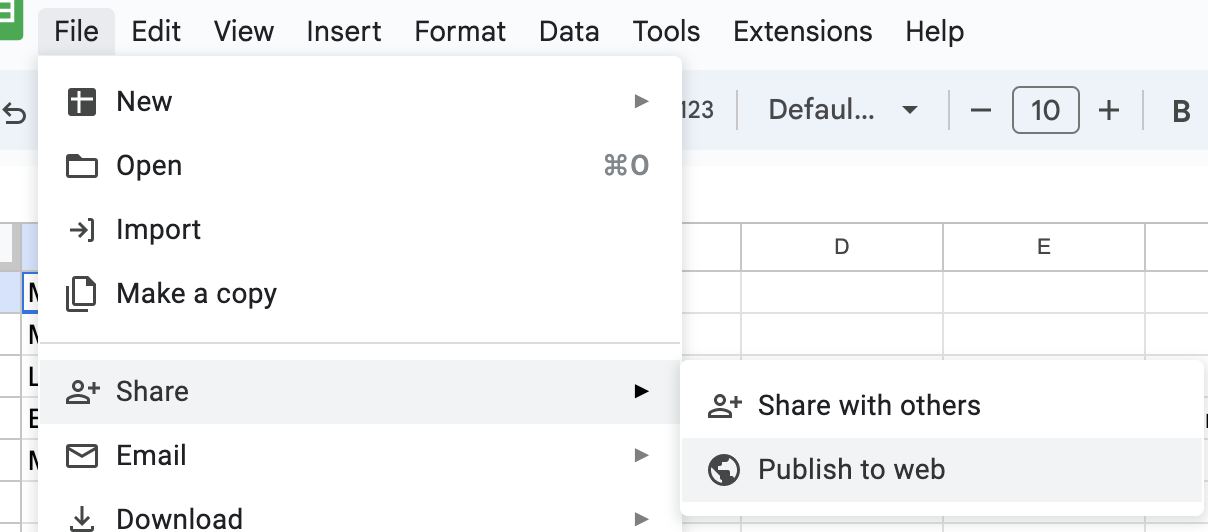 File Edit View Insert Format Data Tools Extensions Help
New
123 Defaul... 10 B
Open ⌘O
Import
D E
Make a copy
Share
Share with others
Email
Publish to web
Download